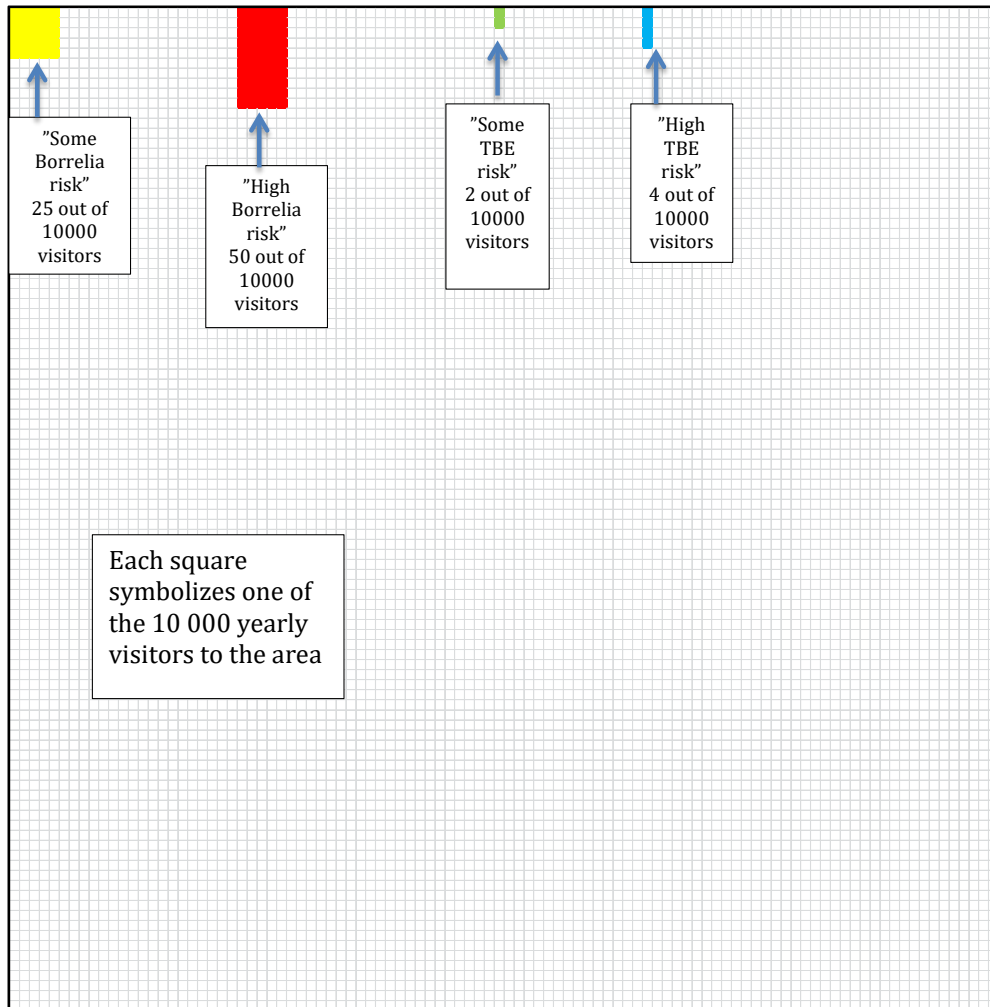 ”Some
Borrelia
risk”
25 out of
10000
visitors
”High
Borrelia
risk”
50 out of
10000
visitors
”Some
TBE
risk”
2 out of
10000
visitors
”High
TBE
risk”
4 out of
10000
visitors
Each square
symbolizes one of
the 10 000 yearly
visitors to the area